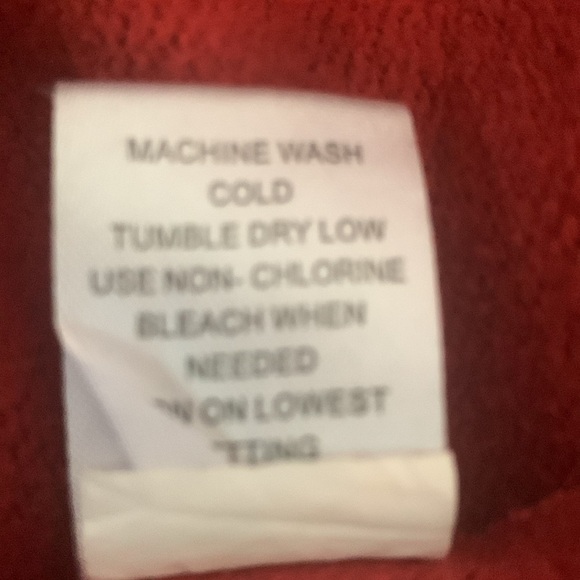 MACHINE WASH
COLD
TUMBLE DRY LOW
USE NON- CHLORINE
BLEACH WHEN
NEEDED
ON LOWEST